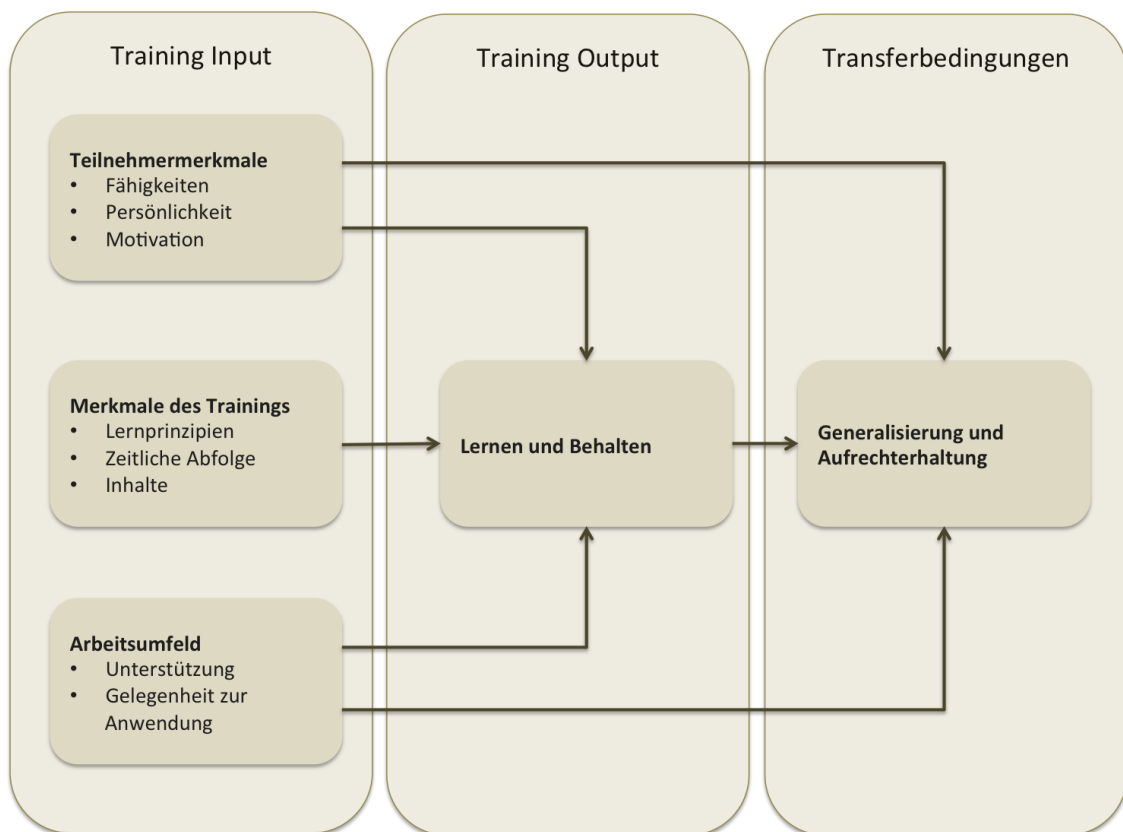 Training Input
Teilnehmermerkmale
• Fähigkeiten
• Persönlichkeit
• Motivation
Merkmale des Trainings
• Lernprinzipien
• Zeitliche Abfolge
• Inhalte
Arbeitsumfeld
• Unterstützung
• Gelegenheit zur
Anwendung
Training Output
Lernen und Behalten
Transferbedingungen
Generalisierung und
Aufrechterhaltung